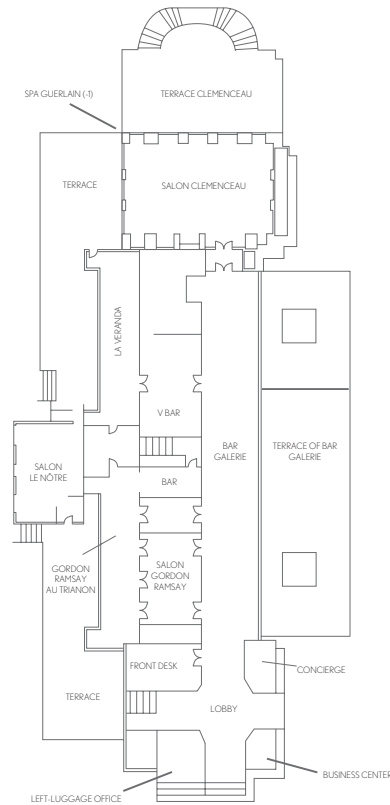 TERRACE CLEMENCEAU
SPA GUERLAIN (-1)
TERRACE
SALON CLEMENCEAU
LA VERANDA
V BAR
BAR
GALERIE
TERRACE OF BAR
GALERIE
SALON
LE NÔTRE
BAR
GORDON
RAMSAY
AU TRIANON
SALON
GORDON
RAMSAY
FRONT DESK
CONCIERGE
TERRACE
LOBBY
BUSINESS CENTER
LEFT-LUGGAGE OFFICE